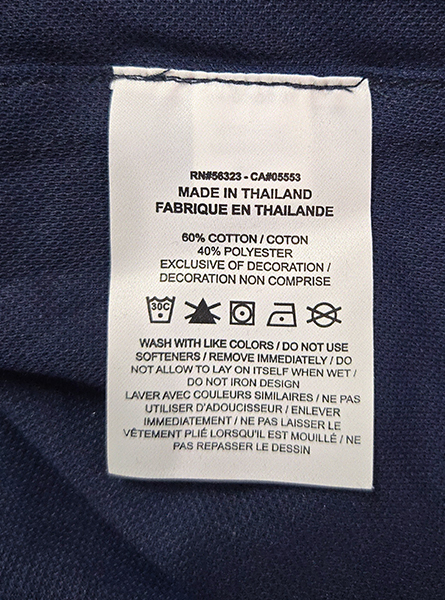 RN#56323 - CA#05553
MADE IN THAILAND
FABRIQUE EN THAILANDE
60% COTTON / COTON
40% POLYESTER
EXCLUSIVE OF DECORATION /
DECORATION NON COMPRISE
30C
WASH WITH LIKE COLORS / DO NOT USE
SOFTENERS / REMOVE IMMEDIATELY / DO
NOT ALLOW TO LAY ON ITSELF WHEN WET /
DO NOT IRON DESIGN
LAVER AVEC COULEURS SIMILAIRES / NE PAS
UTILISER D'ADOUCISSEUR / ENLEVER
IMMEDIATEMENT / NE PAS LAISSER LE
VÊTEMENT PLIÉ LORSQU'IL EST MOUILLÉ / NE
PAS REPASSER LE DESSIN